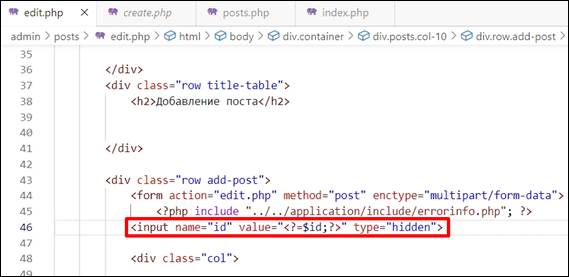 edit.php create.php posts.php index.php
admin > posts > edit.php > html > body > div.container > div.posts.col-10 > div.row.add-post >
35
36 </div>
37 <div class="row title-table">
38 <h2>Добавление поста</h2>
39
40
41 </div>
42
43 <div class="row add-post">
44 <form action="edit.php" method="post" enctype="multipart/form-data">
45 <?php include "../../application/include/errorinfo.php"; ?>
46 <input name="id" value="<?=$id;?>" type="hidden">
47
48 <div class="col">